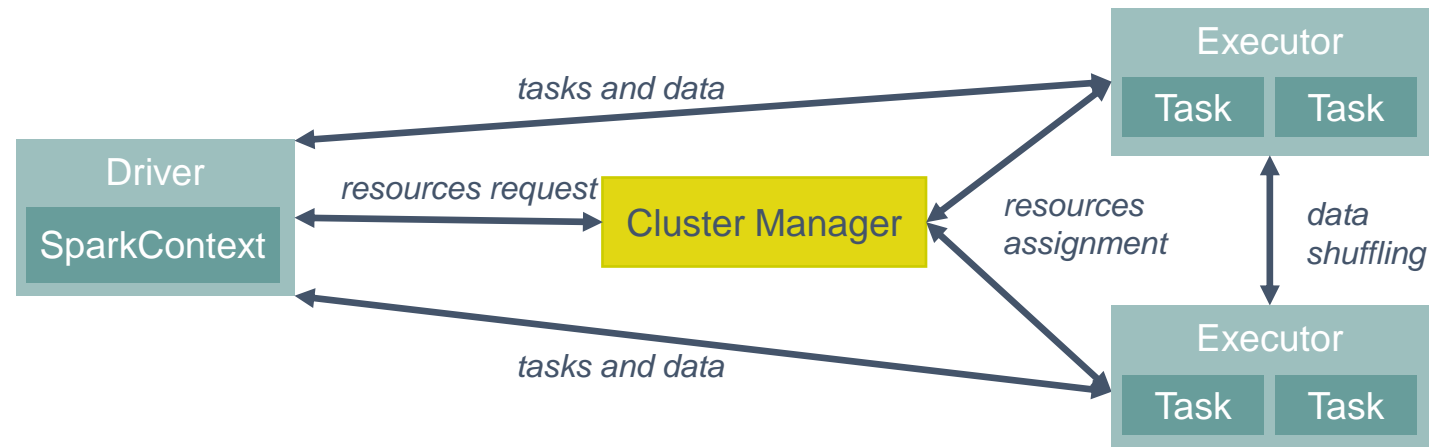 Executor
Task Task
tasks and data
Driver
SparkContext
resources request
Cluster Manager
resources
assignment
data
shuffling
tasks and data
Executor
Task Task